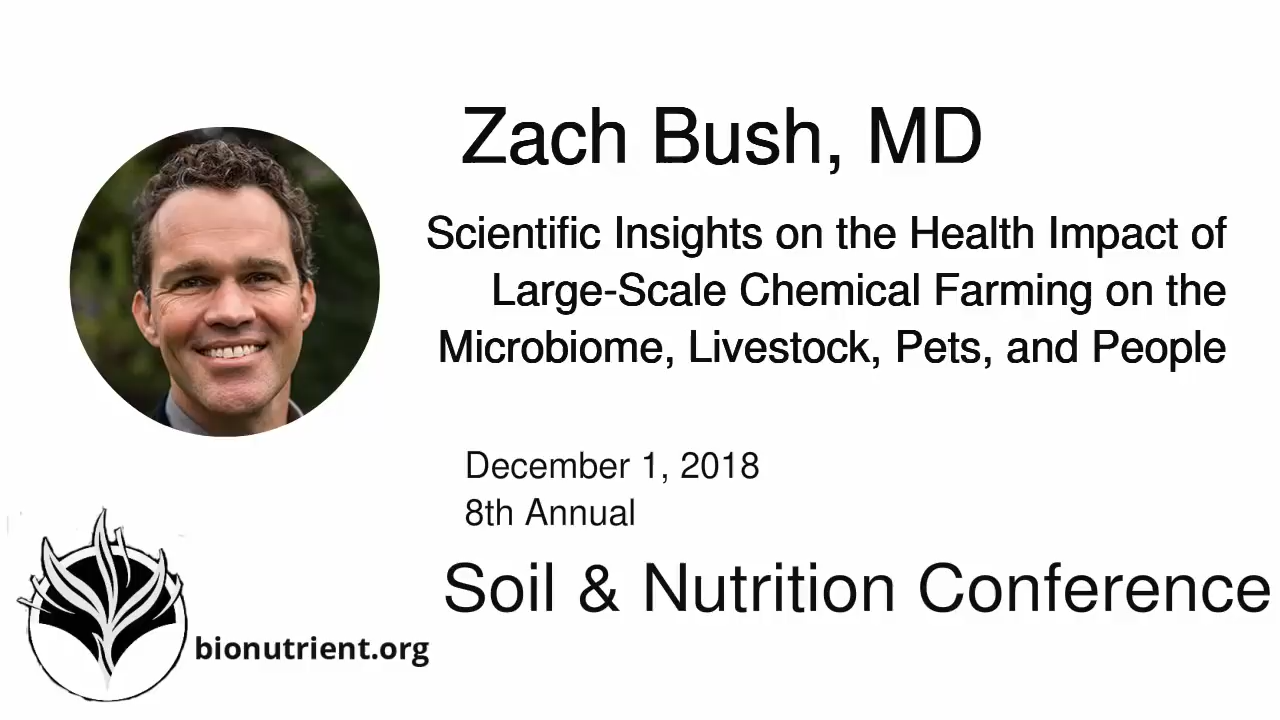 Zach Bush, MD
Scientific Insights on the Health Impact of
Large-Scale Chemical Farming on the
Microbiome, Livestock, Pets, and People
December 1, 2018
8th Annual
Soil & Nutrition Conference
bionutrient.org